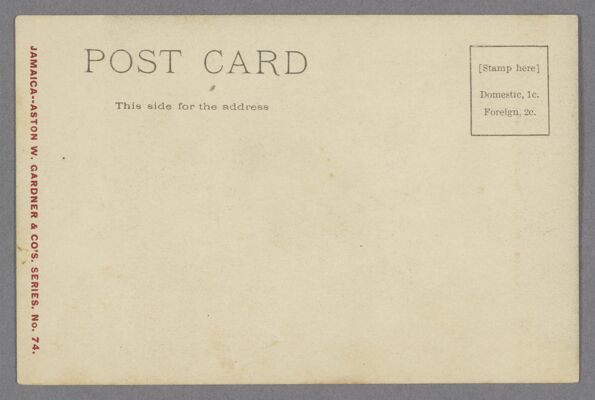 POST CARD
This side for the address
[Stamp here]
Domestic, 1c.
Foreign, 2c.
JAMAICA--ASTON W. GARDNER & CO'S. SERIES. No. 74.